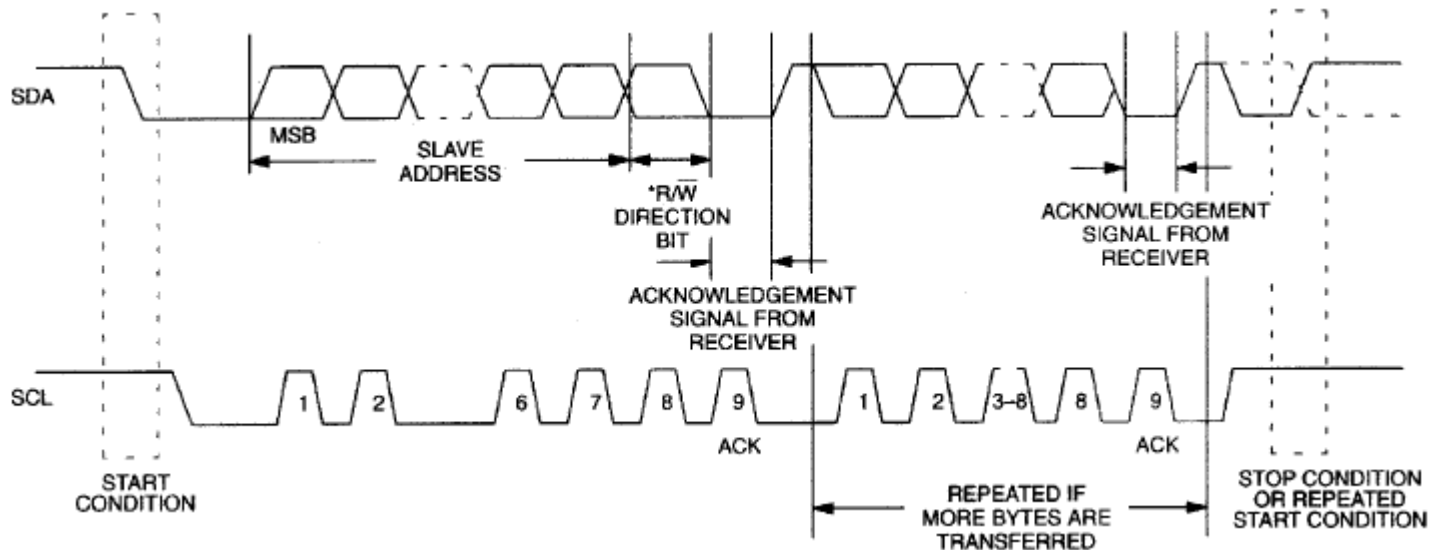 SDA
MSB
SLAVE
ADDRESS
*R/W̅
DIRECTION
BIT
ACKNOWLEDGEMENT
SIGNAL FROM
RECEIVER
ACKNOWLEDGEMENT
SIGNAL FROM
RECEIVER
SCL
1 2 6 7 8 9 1 2 3–8 8 9
ACK
ACK
START
CONDITION
REPEATED IF
MORE BYTES ARE
TRANSFERRED
STOP CONDITION
OR REPEATED
START CONDITION